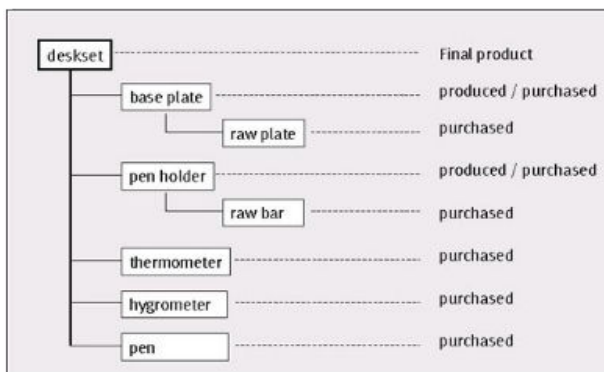 deskset Final product
base plate produced / purchased
raw plate purchased
pen holder produced / purchased
raw bar purchased
thermometer purchased
hygrometer purchased
pen purchased